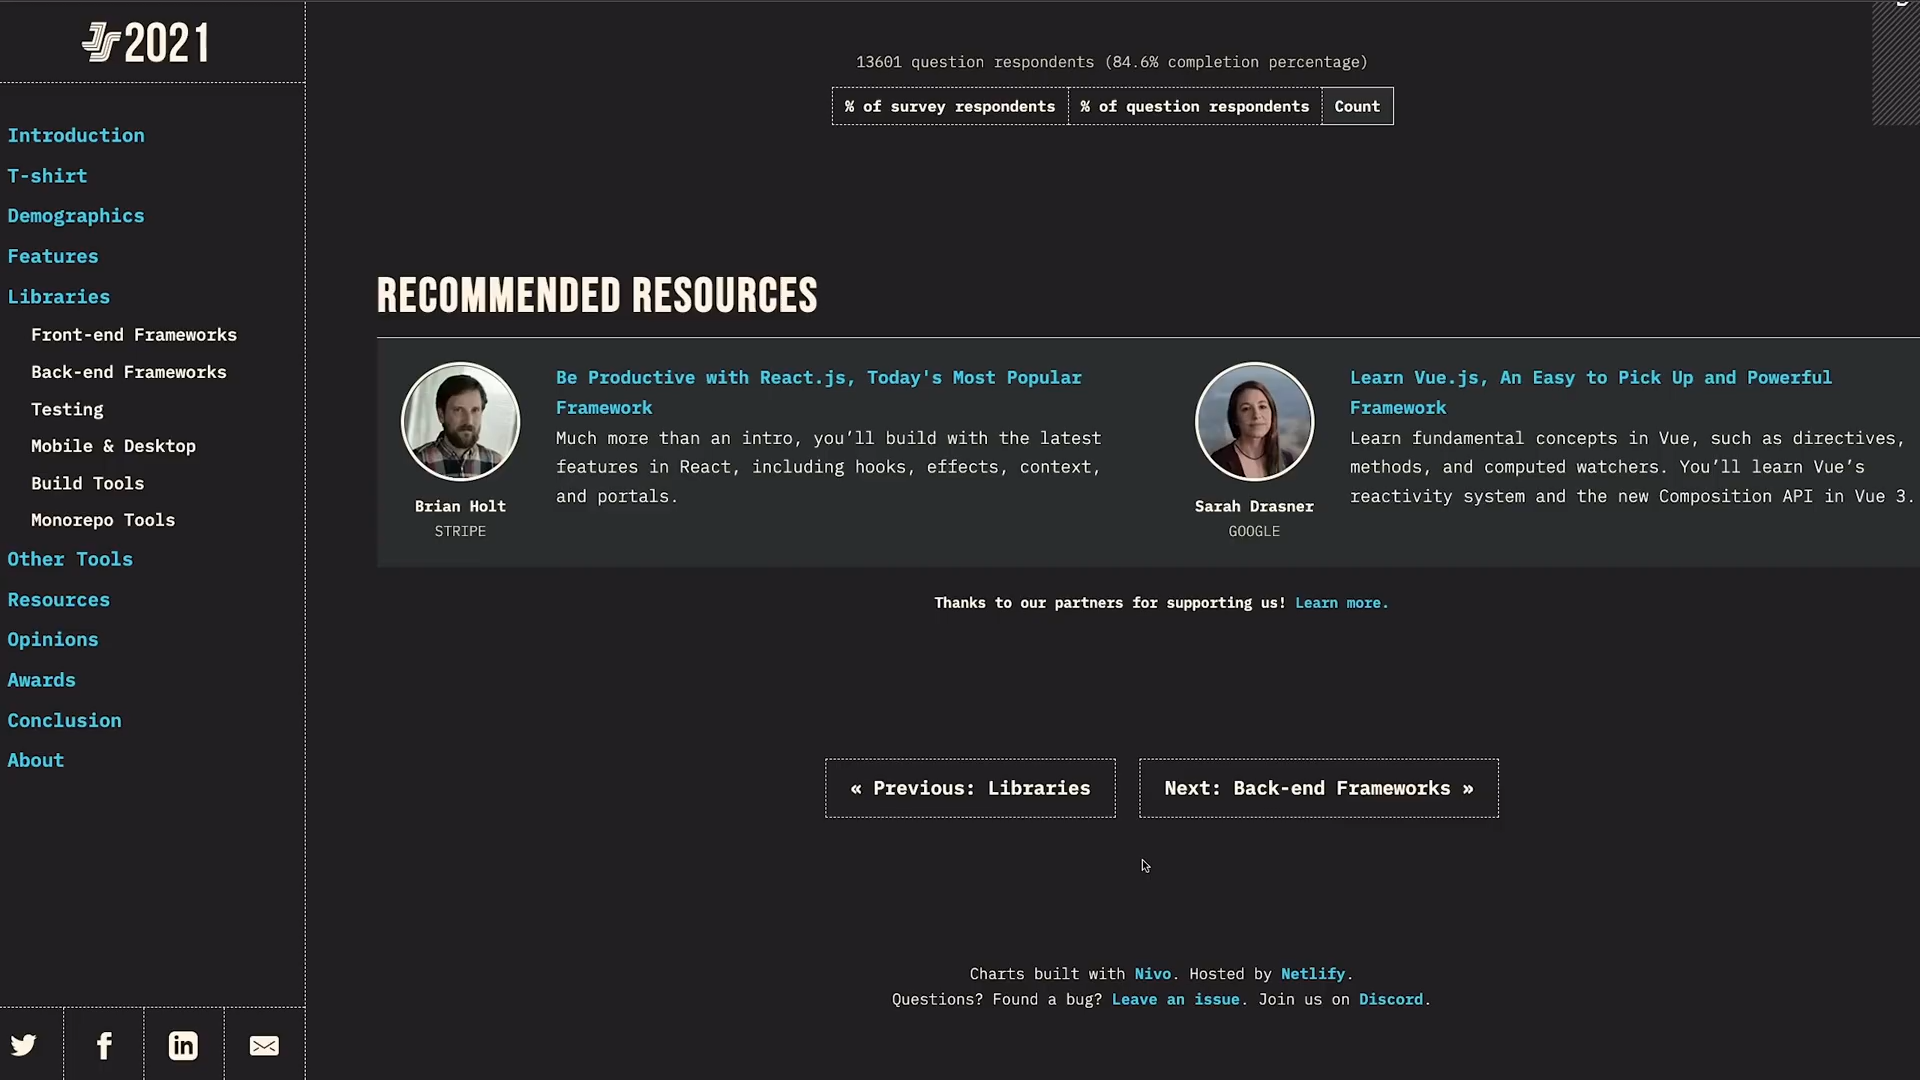 JS 2021
Introduction
T-shirt
Demographics
Features
Libraries
Front-end Frameworks
Back-end Frameworks
Testing
Mobile & Desktop
Build Tools
Monorepo Tools
Other Tools
Resources
Opinions
Awards
Conclusion
About
13601 question respondents (84.6% completion percentage)
% of survey respondents % of question respondents Count
RECOMMENDED RESOURCES
Be Productive with React.js, Today's Most Popular
Framework
Much more than an intro, you’ll build with the latest
features in React, including hooks, effects, context,
and portals.
Brian Holt
STRIPE
Learn Vue.js, An Easy to Pick Up and Powerful
Framework
Learn fundamental concepts in Vue, such as directives,
methods, and computed watchers. You’ll learn Vue’s
reactivity system and the new Composition API in Vue 3.
Sarah Drasner
GOOGLE
Thanks to our partners for supporting us! Learn more.
« Previous: Libraries
Next: Back-end Frameworks »
Charts built with Nivo. Hosted by Netlify.
Questions? Found a bug? Leave an issue. Join us on Discord.